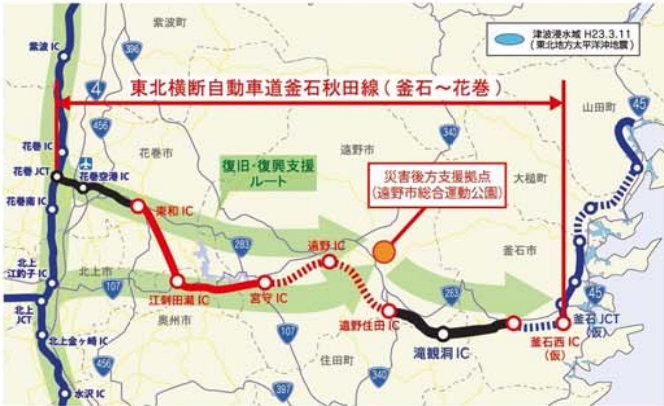 紫波町
津波浸水域 H23.3.11
(東北地方太平洋沖地震)
紫波 IC
396
4
東北横断自動車道釜石秋田線(釜石～花巻)
45
山田町
456
340
花巻 IC
花巻市
遠野市
花巻 JCT
花巻空港 IC
復旧・復興支援
ルート
災害後方支援拠点
(遠野市総合運動公園)
大槌町
花巻南 IC
456
東和 IC
283
遠野 IC
釜石市
北上
江釣子 IC
北上市
107
江刺田瀬 IC
宮守 IC
283
45
北上
JCT
奥州市
遠野住田 IC
釜石 JCT
(仮)
北上金ヶ崎 IC
107
滝観洞 IC
釜石西 IC
(仮)
住田町
340
水沢 IC
397